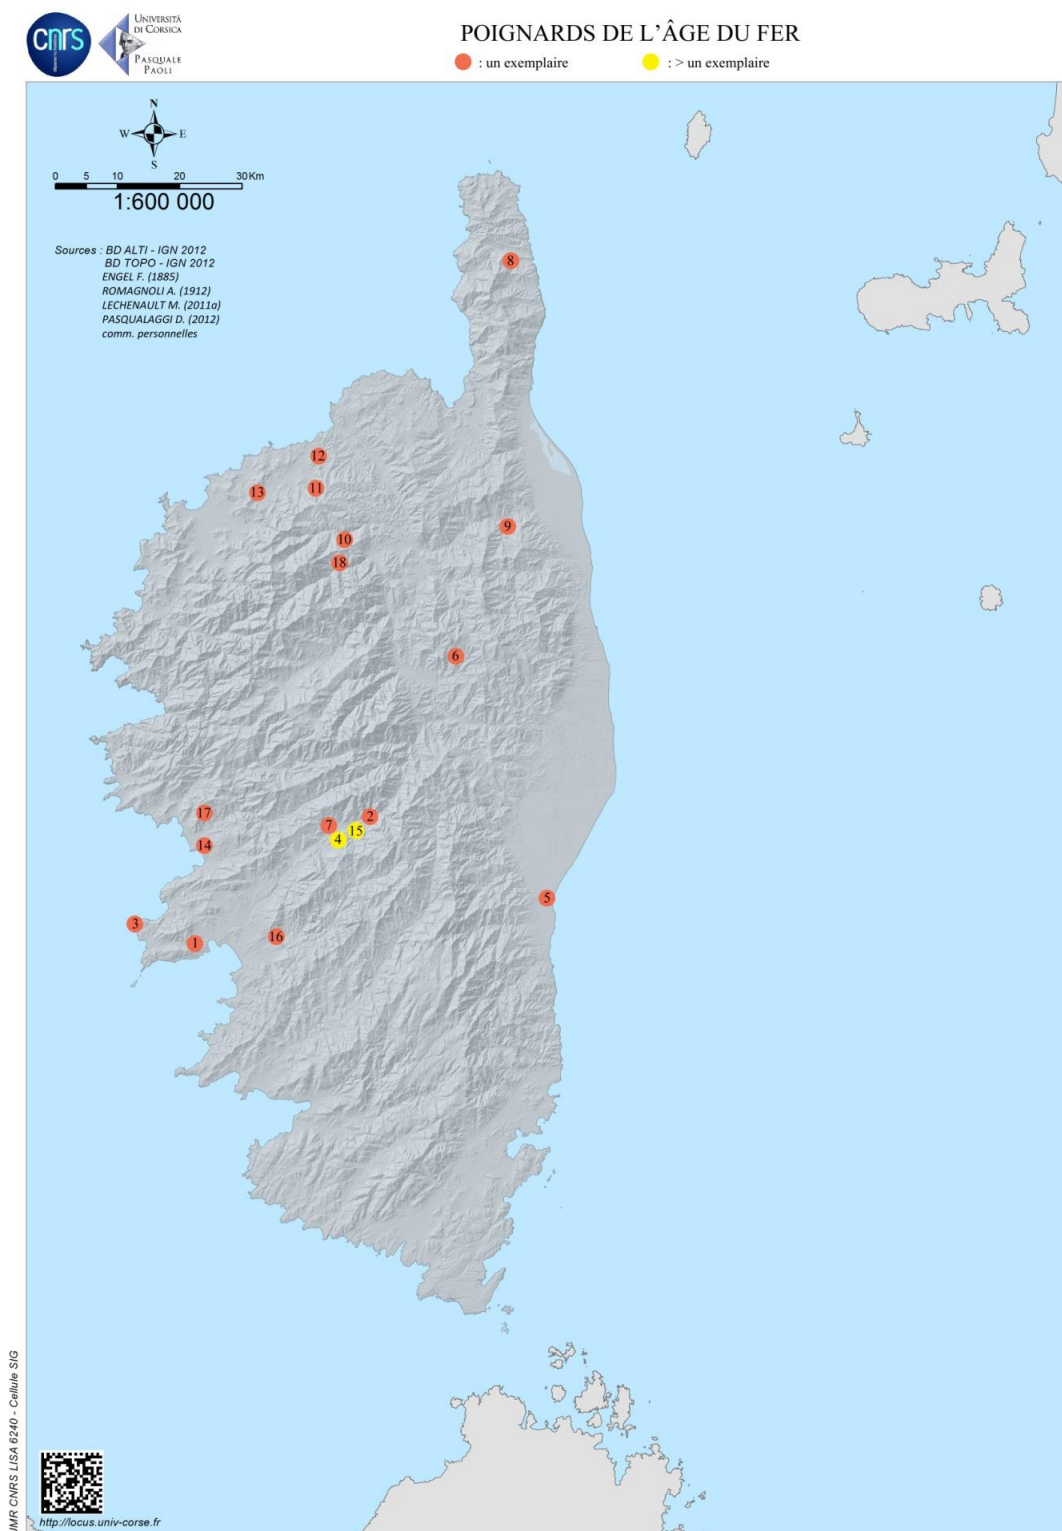 cnrs
UNIVERSITÀ
DI CORSICA
PASQUALE
PAOLI
POIGNARDS DE L'ÂGE DU FER
: un exemplaire
: > un exemplaire
N
W E
S
0 5 10 20 30 Km
1:600 000
Sources : BD ALTI - IGN 2012
BD TOPO - IGN 2012
ENGEL F. (1885)
ROMAGNOLI A. (1912)
LECHENAULT M. (2011a)
PASQUALAGGI D. (2012)
comm. personnelles
8
12
13
11
9
10
18
6
17
2
7
15
4
14
5
3
16
1
UMR CNRS LISA 6240 - Cellule SIG
http://locus.univ-corse.fr